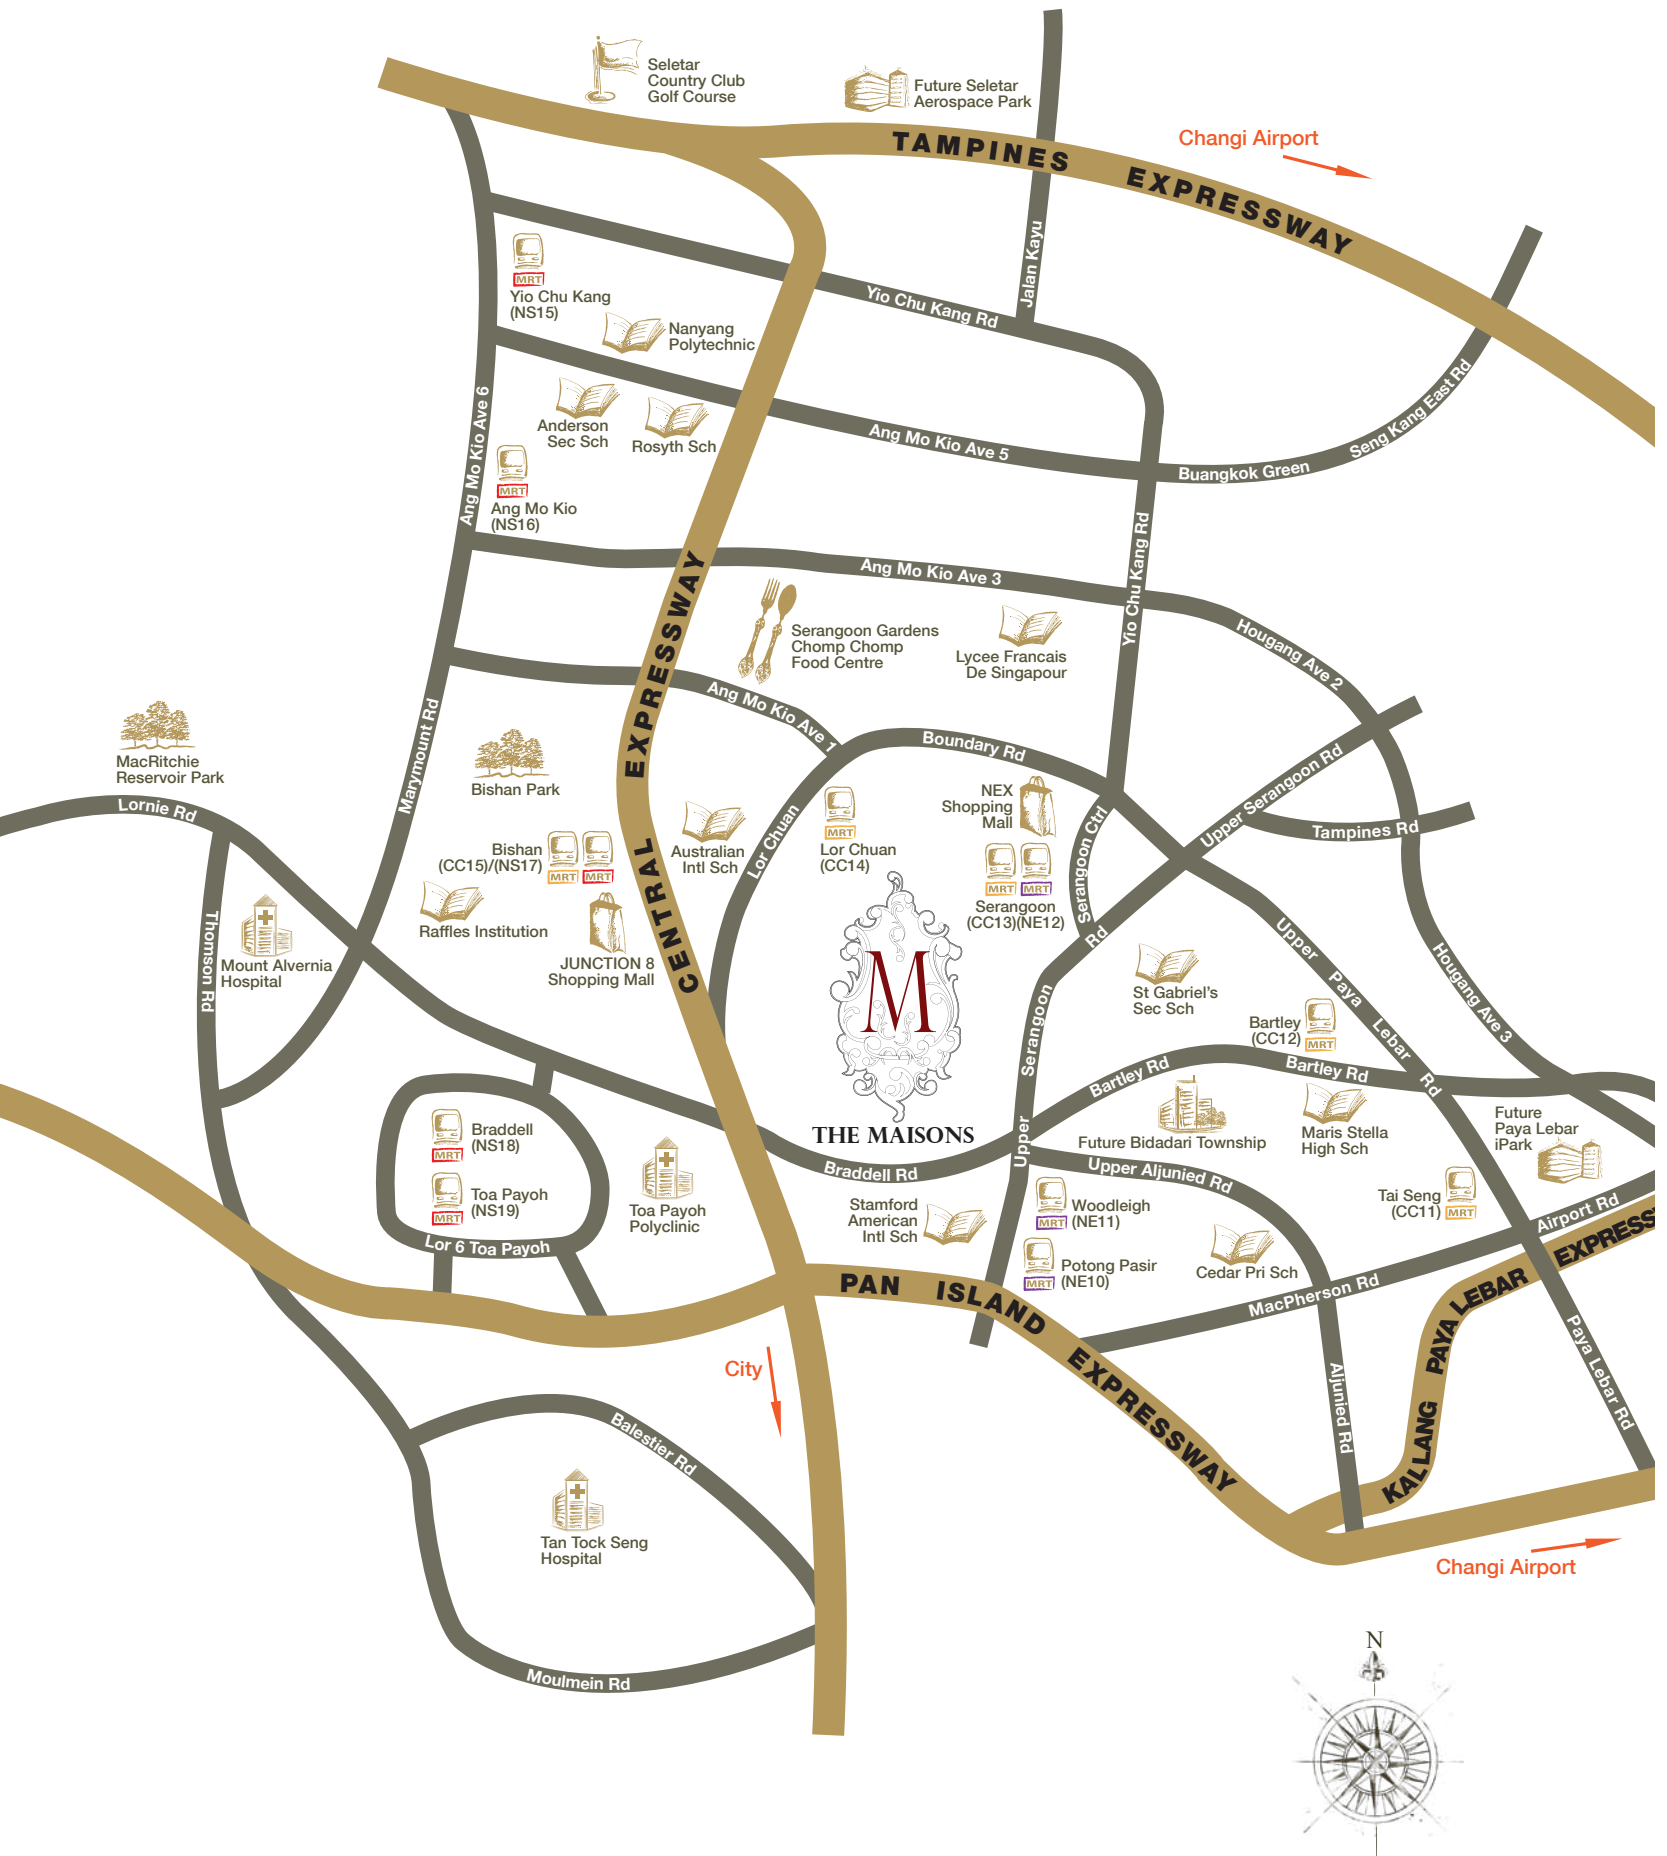 Seletar
Country Club
Golf Course
Future Seletar
Aerospace Park
TAMPINES EXPRESSWAY
Changi Airport
Jalan Kayu
MRT
Yio Chu Kang
(NS15)
Yio Chu Kang Rd
Nanyang
Polytechnic
Anderson
Sec Sch
Rosyth Sch
Ang Mo Kio Ave 6
Ang Mo Kio Ave 5
Buangkok Green
Seng Kang East Rd
MRT
Ang Mo Kio
(NS16)
Yio Chu Kang Rd
Ang Mo Kio Ave 3
Hougang Ave 2
CENTRAL EXPRESSWAY
Serangoon Gardens
Chomp Chomp
Food Centre
Lycee Francais
De Singapour
Ang Mo Kio Ave 1
Boundary Rd
Marymount Rd
MacRitchie
Reservoir Park
Lornie Rd
Bishan Park
Bishan
(CC15)/(NS17)
MRT
MRT
Australian
Intl Sch
Lor Chuan
MRT
Lor Chuan
(CC14)
NEX
Shopping
Mall
MRT
MRT
Serangoon
(CC13)(NE12)
Serangoon Ctrl
Upper Serangoon Rd
Tampines Rd
Raffles Institution
JUNCTION 8
Shopping Mall
Thomson Rd
Mount Alvernia
Hospital
M
THE MAISONS
Upper Serangoon Rd
St Gabriel's
Sec Sch
Upper Paya Lebar Rd
Hougang Ave 3
Bartley
(CC12)
MRT
Bartley Rd
Bartley Rd
Future Bidadari Township
Maris Stella
High Sch
Future
Paya Lebar
iPark
MRT
Braddell
(NS18)
MRT
Toa Payoh
(NS19)
Lor 6 Toa Payoh
Toa Payoh
Polyclinic
Braddell Rd
Upper Aljunied Rd
Stamford
American
Intl Sch
MRT
Woodleigh
(NE11)
MRT
Potong Pasir
(NE10)
Cedar Pri Sch
Tai Seng
(CC11)
MRT
Airport Rd
MacPherson Rd
PAN ISLAND EXPRESSWAY
KALLANG PAYA LEBAR EXPRESS
City
Aljunied Rd
Paya Lebar Rd
Balestier Rd
Tan Tock Seng
Hospital
Changi Airport
Moulmein Rd
N